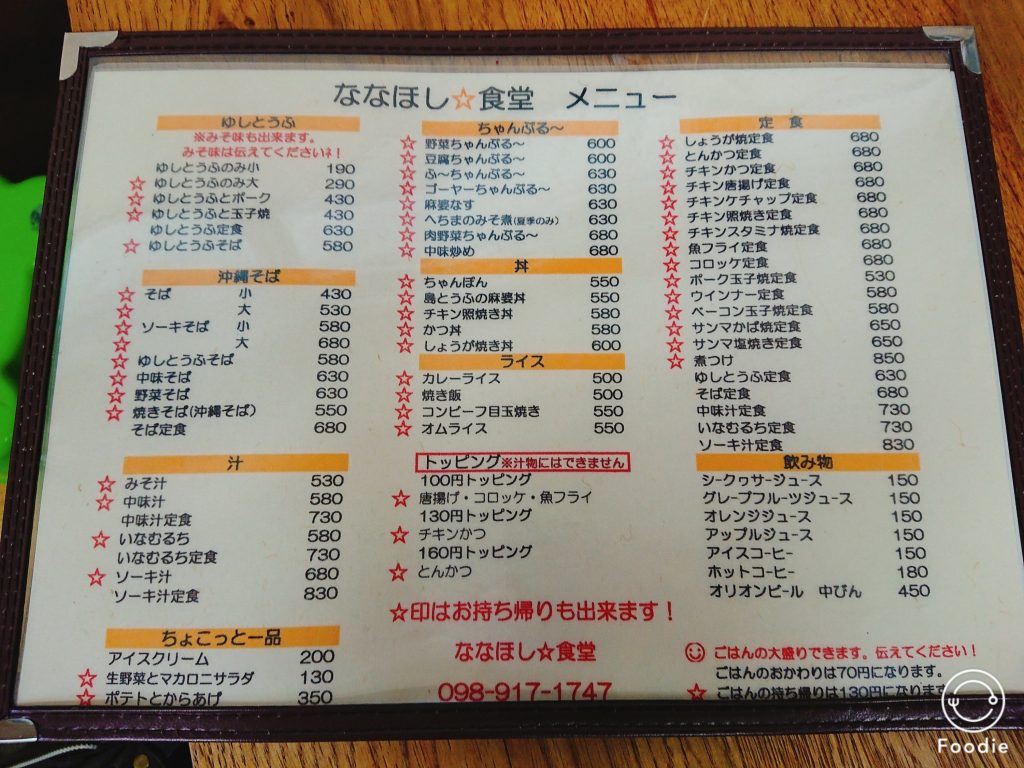 ななほし☆食堂 メニュー
ゆしとうふ
※みそ味も出来ます。
みそ味は伝えてくださいネ!
ゆしとうふのみ小 190
☆ ゆしとうふのみ大 290
☆ ゆしとうふとポーク 430
☆ ゆしとうふと玉子焼 430
ゆしとうふ定食 630
☆ ゆしとうふそば 580
沖縄そば
☆ そば 小 430
☆ 大 530
☆ ソーキそば 小 580
☆ 大 680
☆ ゆしとうふそば 580
☆ 中味そば 630
☆ 野菜そば 630
☆ 焼きそば(沖縄そば) 550
そば定食 680
汁
☆ みそ汁 530
☆ 中味汁 580
中味汁定食 730
☆ いなむるち 580
いなむるち定食 730
☆ ソーキ汁 680
ソーキ汁定食 830
ちょこっと一品
アイスクリーム 200
☆ 生野菜とマカロニサラダ 130
☆ ポテトとからあげ 350
ちゃんぷる〜
☆ 野菜ちゃんぷる〜 600
☆ 豆腐ちゃんぷる〜 600
☆ ふ〜ちゃんぷる〜 630
☆ ゴーヤーちゃんぷる〜 630
☆ 麻婆なす 630
☆ へちまのみそ煮(夏季のみ) 630
☆ 肉野菜ちゃんぷる〜 680
☆ 中味炒め 680
丼
☆ ちゃんぽん 550
☆ 島とうふの麻婆丼 550
☆ チキン照焼き丼 580
☆ かつ丼 580
☆ しょうが焼き丼 600
ライス
☆ カレーライス 500
☆ 焼き飯 500
☆ コンビーフ目玉焼き 550
☆ オムライス 550
トッピング※汁物にはできません
100円トッピング
☆ 唐揚げ・コロッケ・魚フライ
130円トッピング
☆ チキンかつ
160円トッピング
☆ とんかつ
☆印はお持ち帰りも出来ます!
ななほし☆食堂
098-917-1747
定食
☆ しょうが焼定食 680
☆ とんかつ定食 680
☆ チキンかつ定食 680
☆ チキン唐揚げ定食 680
☆ チキンケチャップ定食 680
☆ チキン照焼き定食 680
☆ チキンスタミナ焼定食 680
☆ 魚フライ定食 680
☆ コロッケ定食 680
☆ ポーク玉子焼定食 530
☆ ウインナー定食 580
☆ ベーコン玉子焼定食 580
☆ サンマかば焼定食 650
☆ サンマ塩焼き定食 650
☆ 煮つけ 850
ゆしとうふ定食 630
そば定食 680
中味汁定食 730
いなむるち定食 730
ソーキ汁定食 830
飲み物
シークヮサージュース 150
グレープフルーツジュース 150
オレンジジュース 150
アップルジュース 150
アイスコーヒー 150
ホットコーヒー 180
オリオンビール 中びん 450
ごはんの大盛りできます。伝えてください!
ごはんのおかわりは70円になります。
☆ ごはんの持ち帰りは130円になります
Foodie